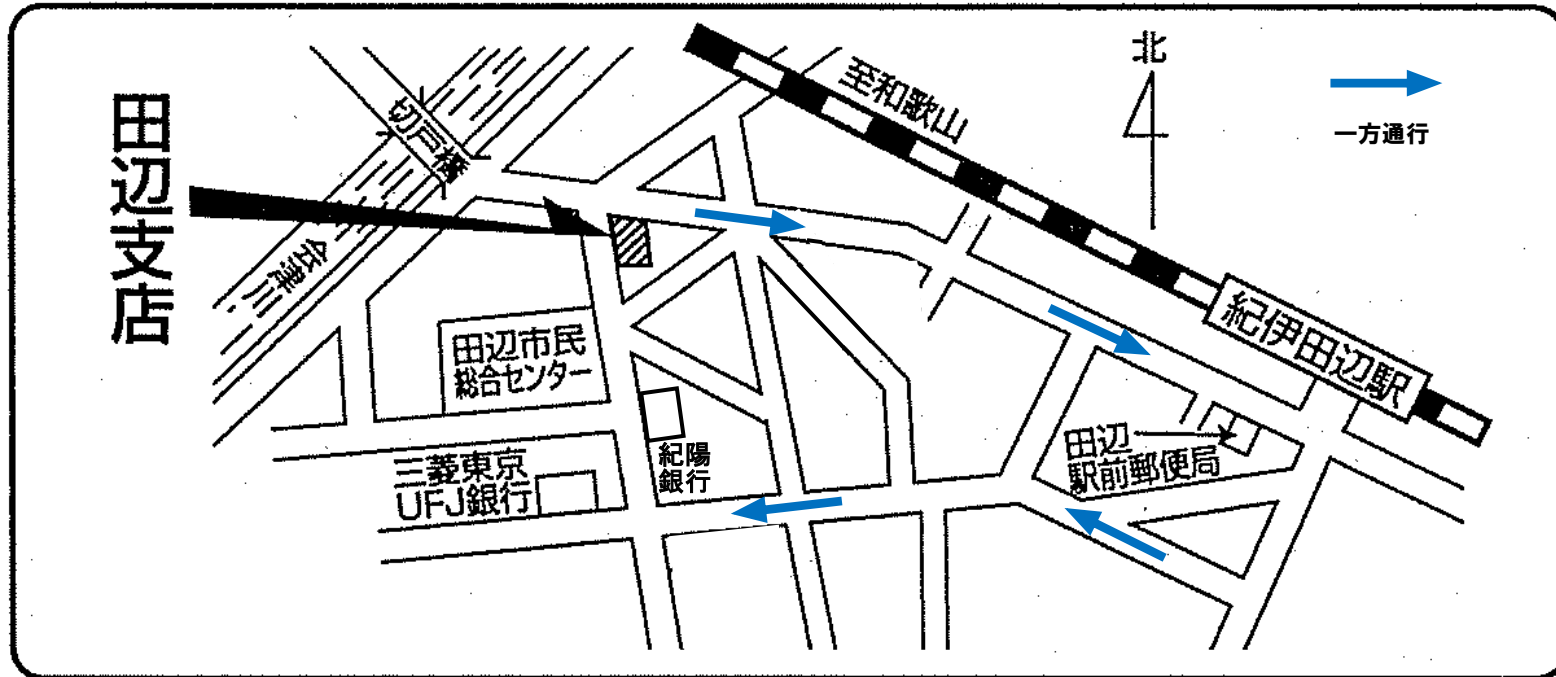 田辺支店
切戸橋
会津川
至和歌山
北
一方通行
紀伊田辺駅
田辺市民
総合センター
三菱東京
UFJ銀行
紀陽
銀行
田辺
駅前郵便局